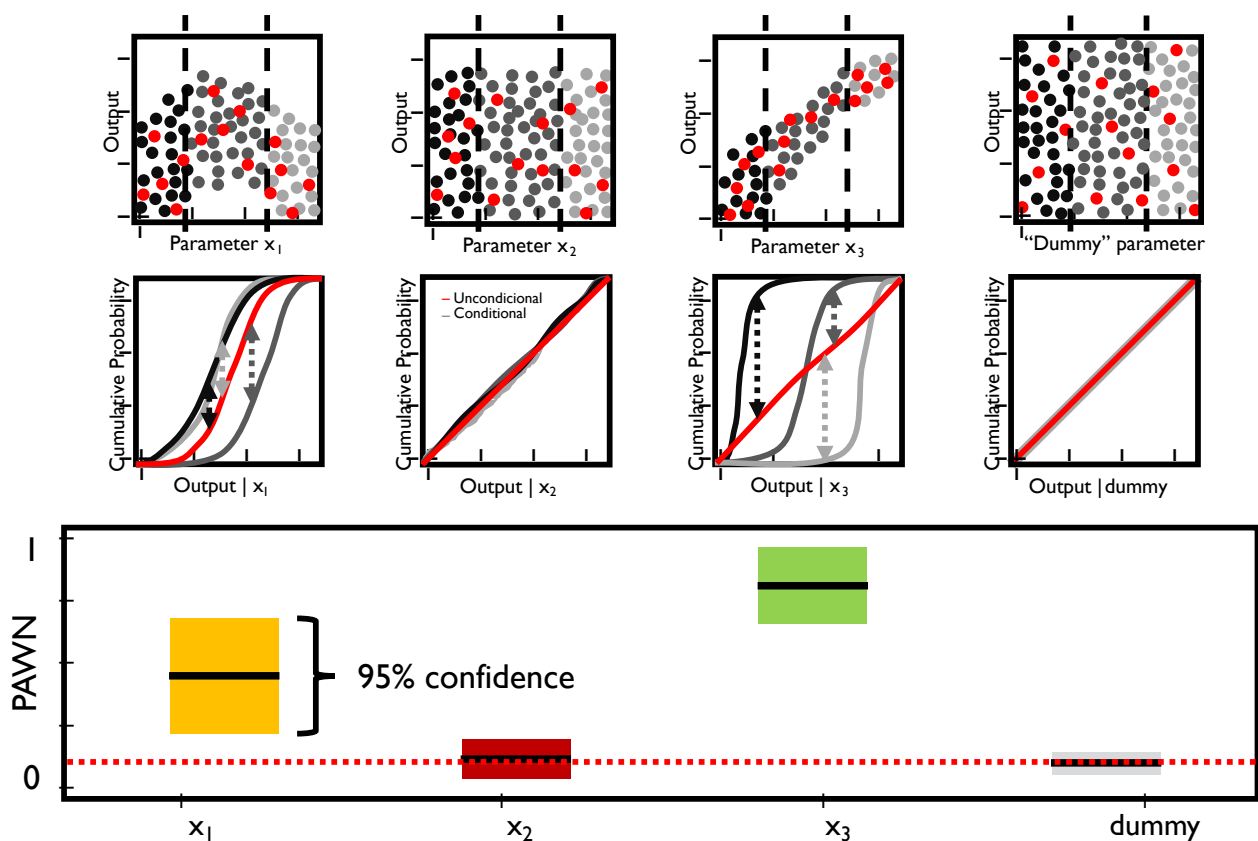 Output
Parameter x₁
Output
Parameter x₂
Output
Parameter x₃
Output
"Dummy" parameter
Cumulative Probability
Output | x₁
Cumulative Probability
Unconditional
Conditional
Output | x₂
Cumulative Probability
Output | x₃
Cumulative Probability
Output |dummy
PAWN
1
0
95% confidence
x₁
x₂
x₃
dummy